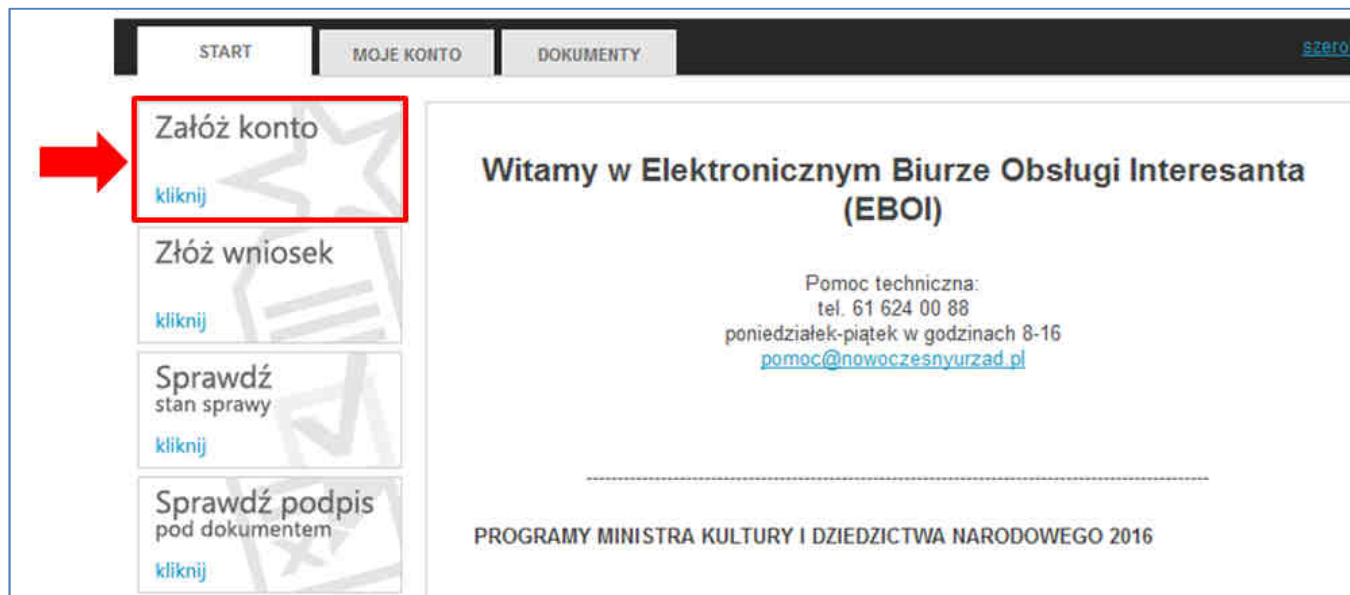 START
MOJE KONTO
DOKUMENTY
szero
Załóż konto
kliknij
Złóż wniosek
kliknij
Sprawdź
stan sprawy
kliknij
Sprawdź podpis
pod dokumentem
kliknij
Witamy w Elektronicznym Biurze Obsługi Interesanta
(EBOI)
Pomoc techniczna:
tel. 61 624 00 88
poniedziałek-piątek w godzinach 8-16
pomoc@nowoczesnyurzad.pl
--------------------------------------------------------------------------------------------------------
PROGRAMY MINISTRA KULTURY I DZIEDZICTWA NARODOWEGO 2016